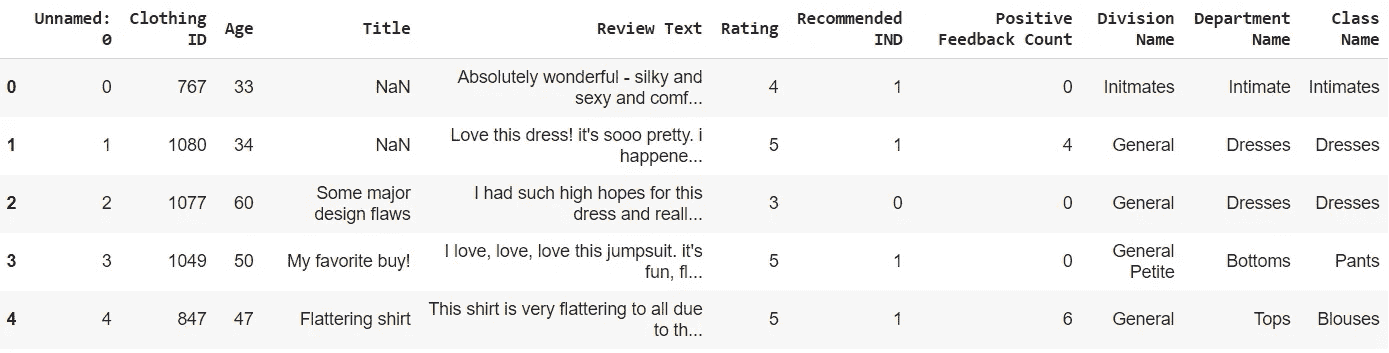 Unnamed: 0 Clothing ID Age Title Review Text Rating Recommended IND Positive Feedback Count Division Name Department Name Class Name
0 0 767 33 NaN Absolutely wonderful - silky and sexy and comf... 4 1 0 Initmates Intimate Intimates
1 1 1080 34 NaN Love this dress! it's sooo pretty. i happene... 5 1 4 General Dresses Dresses
2 2 1077 60 Some major design flaws I had such high hopes for this dress and reall... 3 0 0 General Dresses Dresses
3 3 1049 50 My favorite buy! I love, love, love this jumpsuit. it's fun, fl... 5 1 0 General Petite Bottoms Pants
4 4 847 47 Flattering shirt This shirt is very flattering to all due to th... 5 1 6 General Tops Blouses